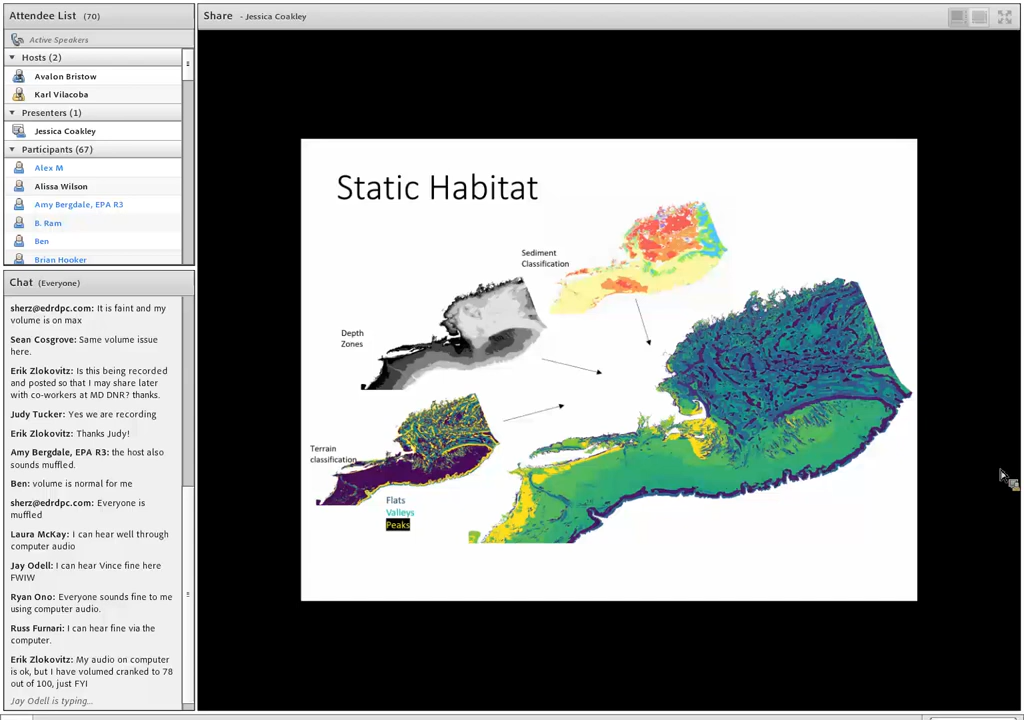 Attendee List (70)
Active Speakers
Hosts (2)
Avalon Bristow
Karl Vilacoba
Presenters (1)
Jessica Coakley
Participants (67)
Alex M
Alissa Wilson
Amy Bergdale, EPA R3
B. Ram
Ben
Brian Hooker
Chat (Everyone)
sherz@edrdpc.com: It is faint and my
volume is on max
Sean Cosgrove: Same volume issue
here.
Erik Zlokovitz: Is this being recorded
and posted so that I may share later
with co-workers at MD DNR? thanks.
Judy Tucker: Yes we are recording
Erik Zlokovitz: Thanks Judy!
Amy Bergdale, EPA R3: the host also
sounds muffled.
Ben: volume is normal for me
sherz@edrdpc.com: Everyone is
muffled
Laura McKay: I can hear well through
computer audio
Jay Odell: I can hear Vince fine here
FWIW
Ryan Ono: Everyone sounds fine to me
using computer audio.
Russ Furnari: I can hear fine via the
computer.
Erik Zlokovitz: My audio on computer
is ok, but I have volumed cranked to 78
out of 100, just FYI
Jay Odell is typing...
Share - Jessica Coakley
Static Habitat
Sediment
Classification
Depth
Zones
Terrain
classification
Flats
Valleys
Peaks